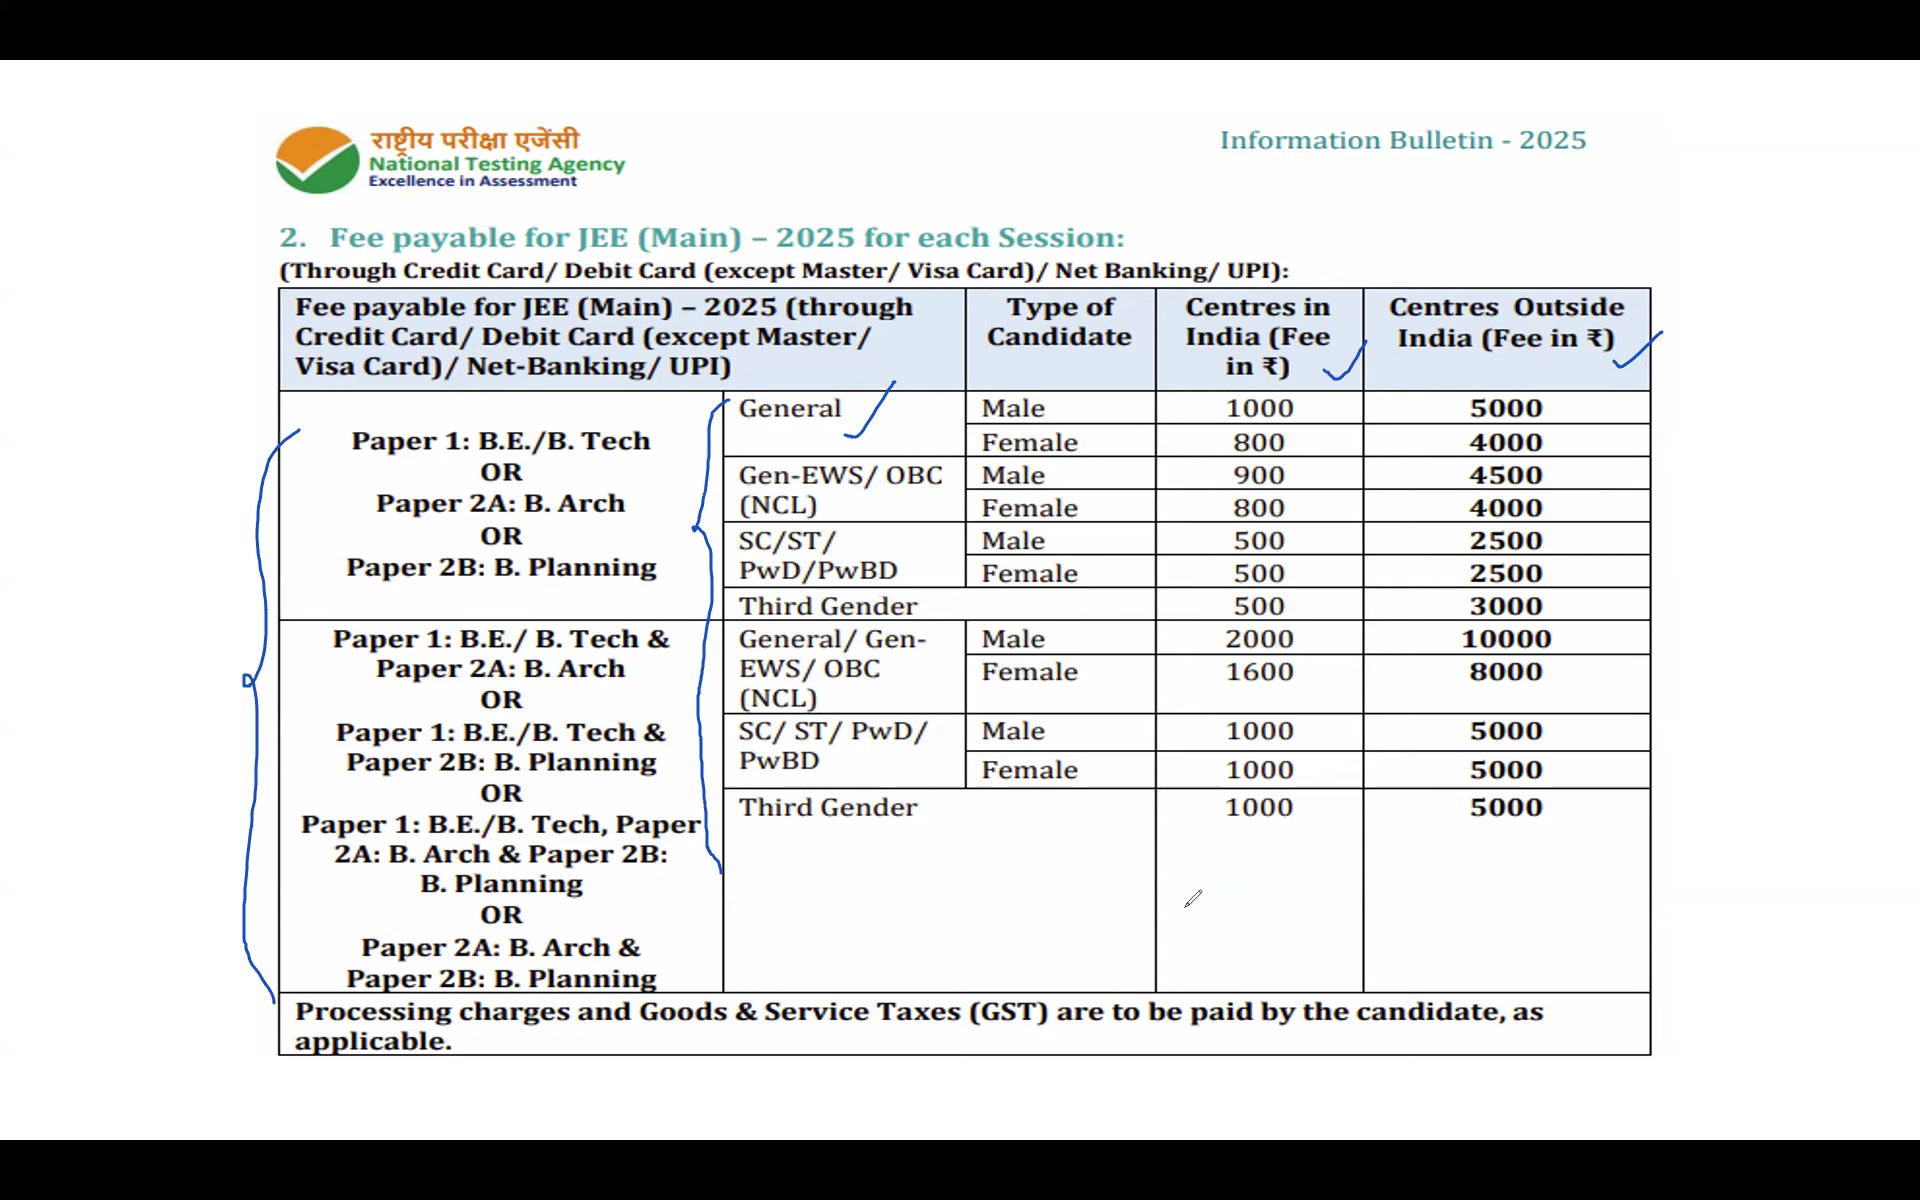 राष्ट्रीय परीक्षा एजेंसी
National Testing Agency
Excellence in Assessment
Information Bulletin - 2025
2. Fee payable for JEE (Main) – 2025 for each Session:
(Through Credit Card/ Debit Card (except Master/ Visa Card)/ Net Banking/ UPI):
Fee payable for JEE (Main) – 2025 (through
Credit Card/ Debit Card (except Master/
Visa Card)/ Net-Banking/ UPI)
Type of
Candidate
Centres in
India (Fee
in ₹)
Centres Outside
India (Fee in ₹)
Paper 1: B.E./B. Tech
OR
Paper 2A: B. Arch
OR
Paper 2B: B. Planning
General
Male 1000 5000
Female 800 4000
Gen-EWS/ OBC
(NCL)
Male 900 4500
Female 800 4000
SC/ST/
PwD/PwBD
Male 500 2500
Female 500 2500
Third Gender 500 3000
Paper 1: B.E./ B. Tech &
Paper 2A: B. Arch
OR
Paper 1: B.E./B. Tech &
Paper 2B: B. Planning
OR
Paper 1: B.E./B. Tech, Paper
2A: B. Arch & Paper 2B:
B. Planning
OR
Paper 2A: B. Arch &
Paper 2B: B. Planning
General/ Gen-
EWS/ OBC
(NCL)
Male 2000 10000
Female 1600 8000
SC/ ST/ PwD/
PwBD
Male 1000 5000
Female 1000 5000
Third Gender 1000 5000
Processing charges and Goods & Service Taxes (GST) are to be paid by the candidate, as
applicable.